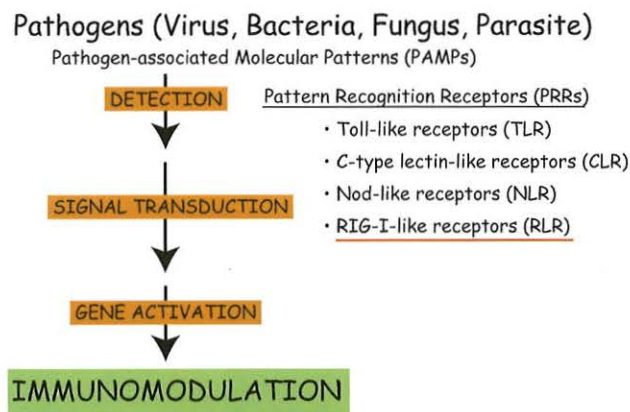 Pathogens (Virus, Bacteria, Fungus, Parasite)
Pathogen-associated Molecular Patterns (PAMPs)
DETECTION
Pattern Recognition Receptors (PRRs)
· Toll-like receptors (TLR)
· C-type lectin-like receptors (CLR)
· Nod-like receptors (NLR)
· RIG-I-like receptors (RLR)
SIGNAL TRANSDUCTION
GENE ACTIVATION
IMMUNOMODULATION